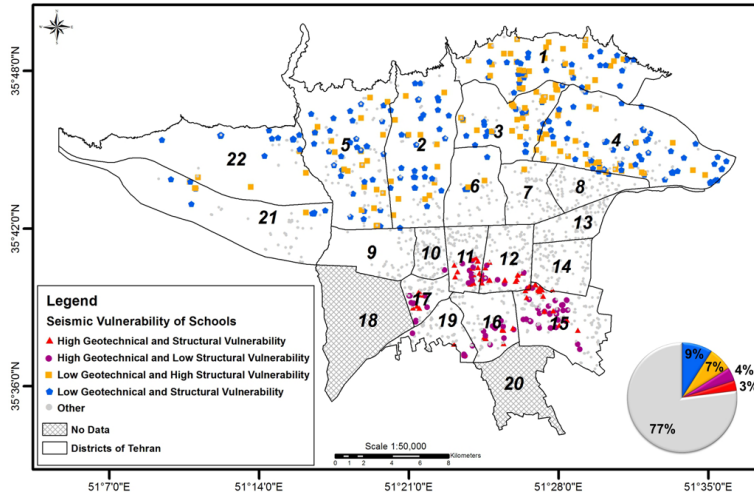 35°48'0"N
35°42'0"N
35°36'0"N
1
2
3
4
5
6
7
8
9
10
11
12
13
14
15
16
17
18
19
20
21
22
Legend
Seismic Vulnerability of Schools
High Geotechnical and Structural Vulnerability
High Geotechnical and Low Structural Vulnerability
Low Geotechnical and High Structural Vulnerability
Low Geotechnical and Structural Vulnerability
Other
No Data
Districts of Tehran
Scale 1:50,000
0 1 2 4 6 8 Kilometers
9%
7%
4%
3%
77%
51°7'0"E
51°14'0"E
51°21'0"E
51°28'0"E
51°35'0"E